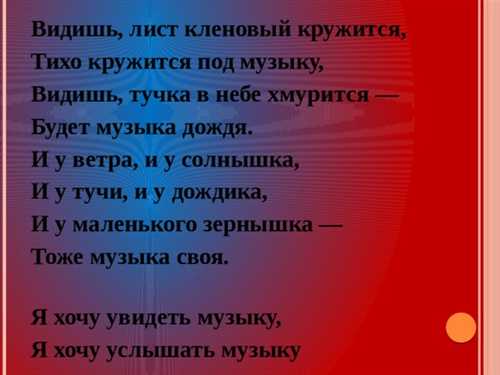 Видишь, лист кленовый кружится,
Тихо кружится под музыку,
Видишь, тучка в небе хмурится —
Будет музыка дождя.
И у ветра, и у солнышка,
И у тучи, и у дождика,
И у маленького зернышка —
Тоже музыка своя.
Я хочу увидеть музыку,
Я хочу услышать музыку